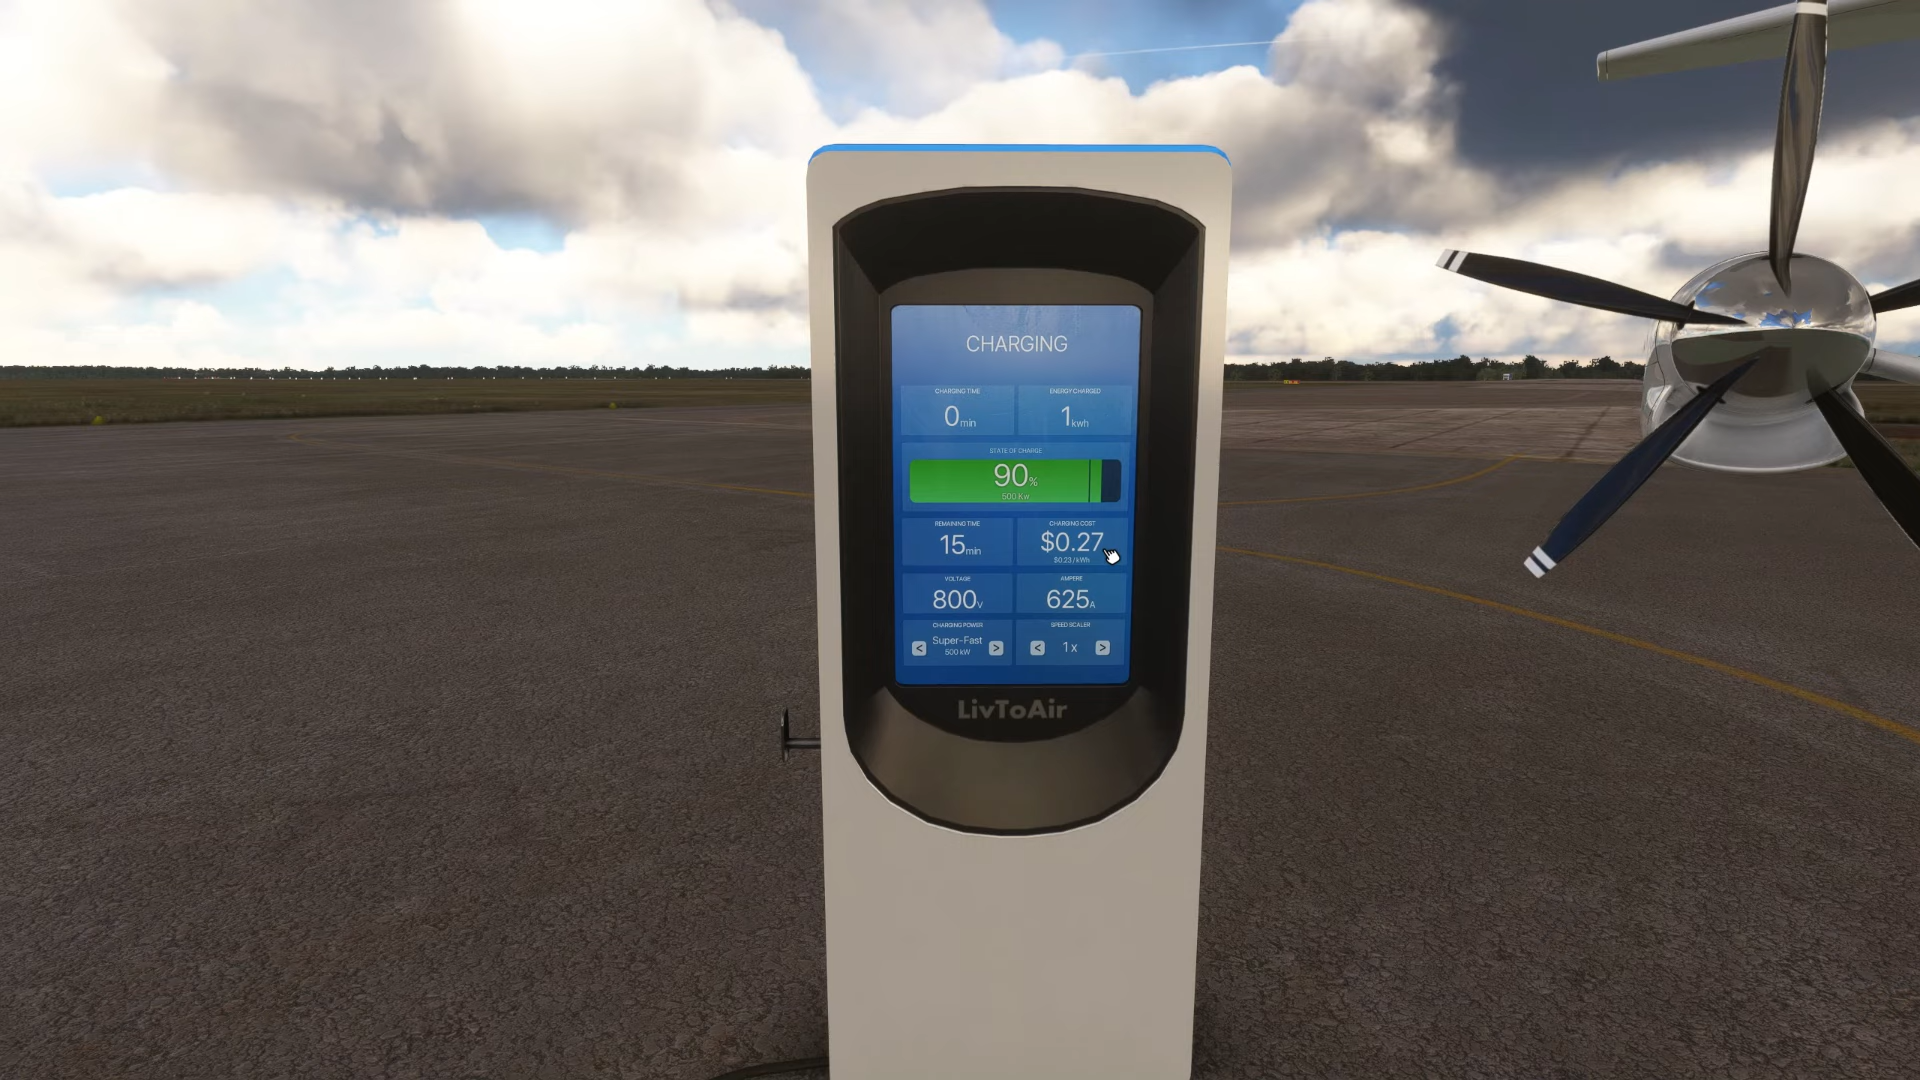 CHARGING
CHARGING TIME
0min
ENERGY CHARGED
1kwh
STATE OF CHARGE
90%
500 Kw
REMAINING TIME
15min
CHARGING COST
$0.27
$0.23/kWh
VOLTAGE
800V
AMPERE
625A
CHARGING POWER
< Super-Fast >
500 kW
SPEED SCALER
< 1x >
LivToAir